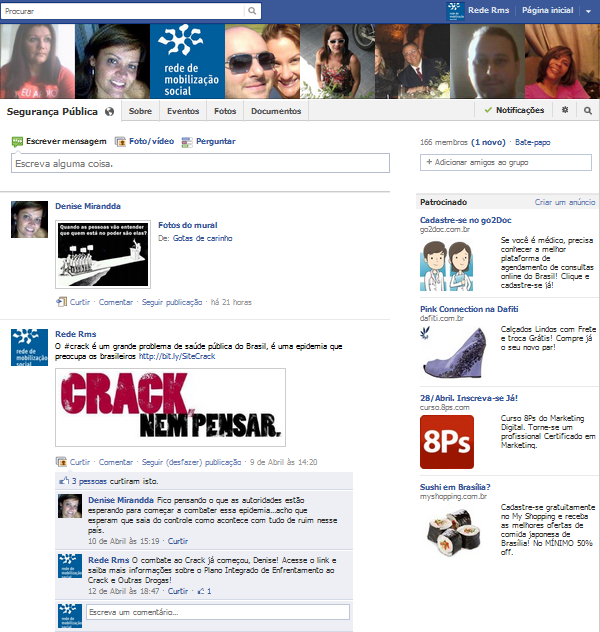 Procurar
Rede Rms
Página inicial
rede de
mobilização
social
Segurança Pública
Sobre
Eventos
Fotos
Documentos
Notificações
Escrever mensagem
Foto/vídeo
Perguntar
Escreva alguma coisa.
166 membros (1 novo) · Bate-papo
+ Adicionar amigos ao grupo
Denise Mirandda
Quando as pessoas vão entender
que quem está no poder são elas?
Fotos do mural
De: Gotas de carinho
Curtir · Comentar · Seguir publicação · há 21 horas
Rede Rms
O #crack é um grande problema de saúde pública do Brasil, é uma epidemia que
preocupa os brasileiros http://bit.ly/SiteCrack
rede de
mobilização
social
CRACK,
NEM PENSAR.
Curtir · Comentar · Seguir (desfazer) publicação · 9 de Abril às 14:20
3 pessoas curtiram isto.
Denise Mirandda Fico pensando o que as autoridades estão
esperando para começar a combater essa epidemia...acho que
esperam que saia do controle como acontece com tudo de ruim nesse
país.
10 de Abril às 15:19 · Curtir
Rede Rms O combate ao Crack já começou, Denise! Acesse o link e
saiba mais informações sobre o Plano Integrado de Enfrentamento ao
Crack e Outras Drogas!
12 de Abril às 18:47 · Curtir · 1
Escreva um comentário...
Patrocinado
Criar um anúncio
Cadastre-se no go2Doc
go2doc.com.br
Se você é médico, precisa
conhecer a melhor
plataforma de
agendamento de consultas
online do Brasil! Clique e
cadastre-se já!
Pink Connection na Dafiti
dafiti.com.br
Calçados Lindos com Frete
e troca Grátis! Compre já
o seu novo par!
28/Abril. Inscreva-se Já!
curso.8ps.com
8Ps
Curso 8Ps do Marketing
Digital. Torne-se um
profissional Certificado em
Marketing.
Sushi em Brasília?
myshopping.com.br
Cadastre-se gratuitamente
no My Shopping e receba
as melhores ofertas de
comida japonesa de
Brasília! No MÍNIMO 50%
off.